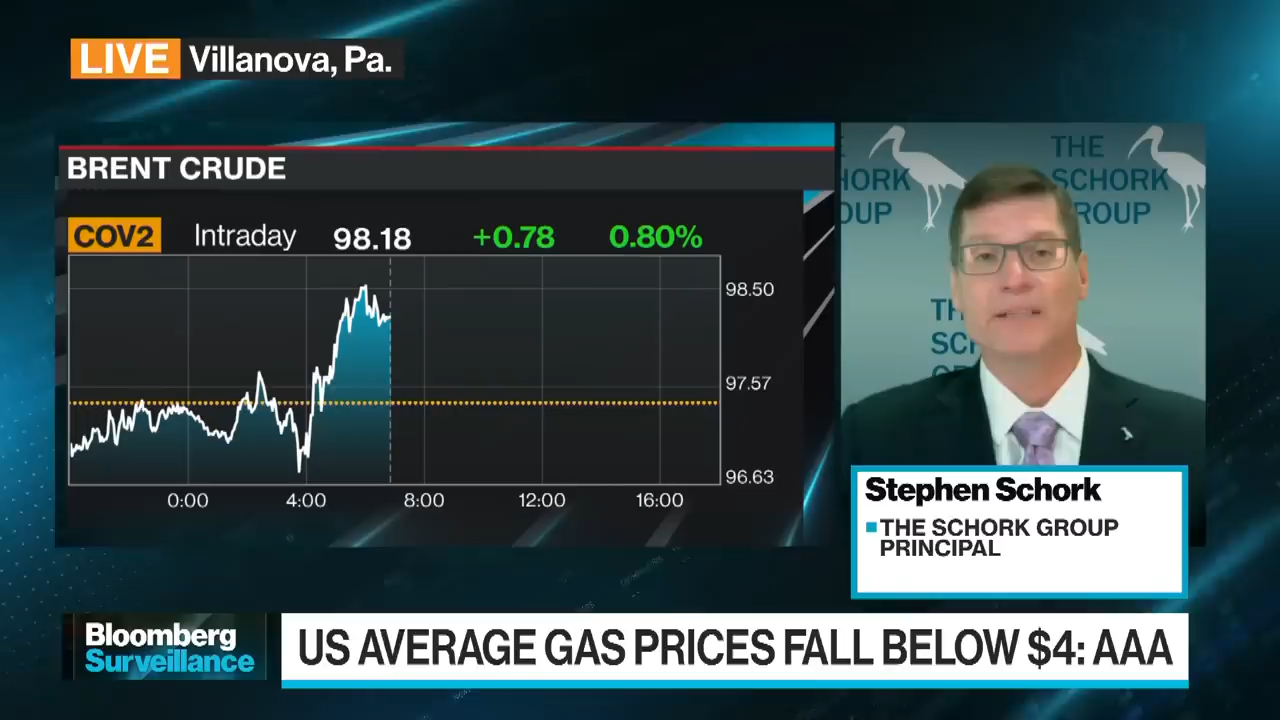 LIVE Villanova, Pa.
BRENT CRUDE
COV2 Intraday 98.18 +0.78 0.80%
98.50
97.57
96.63
0:00 4:00 8:00 12:00 16:00
THE
SCHORK
GROUP
Stephen Schork
THE SCHORK GROUP
PRINCIPAL
Bloomberg
Surveillance
US AVERAGE GAS PRICES FALL BELOW $4: AAA